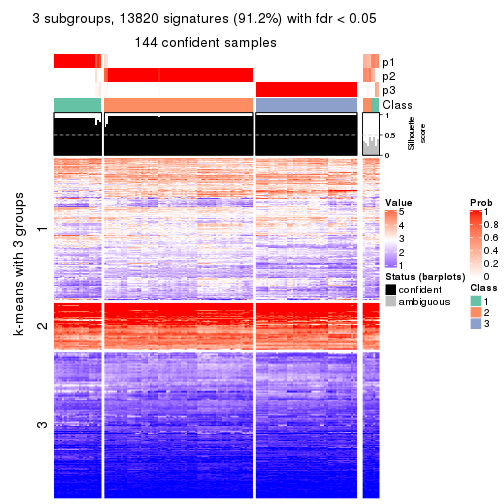 3 subgroups, 13820 signatures (91.2%) with fdr < 0.05
144 confident samples
p1
p2
p3
Class
1
0.5
0
Silhouette
score
k-means with 3 groups
1
2
3
Value
5
4
3
2
1
Status (barplots)
confident
ambiguous
Prob
1
0.8
0.6
0.4
0.2
0
Class
1
2
3